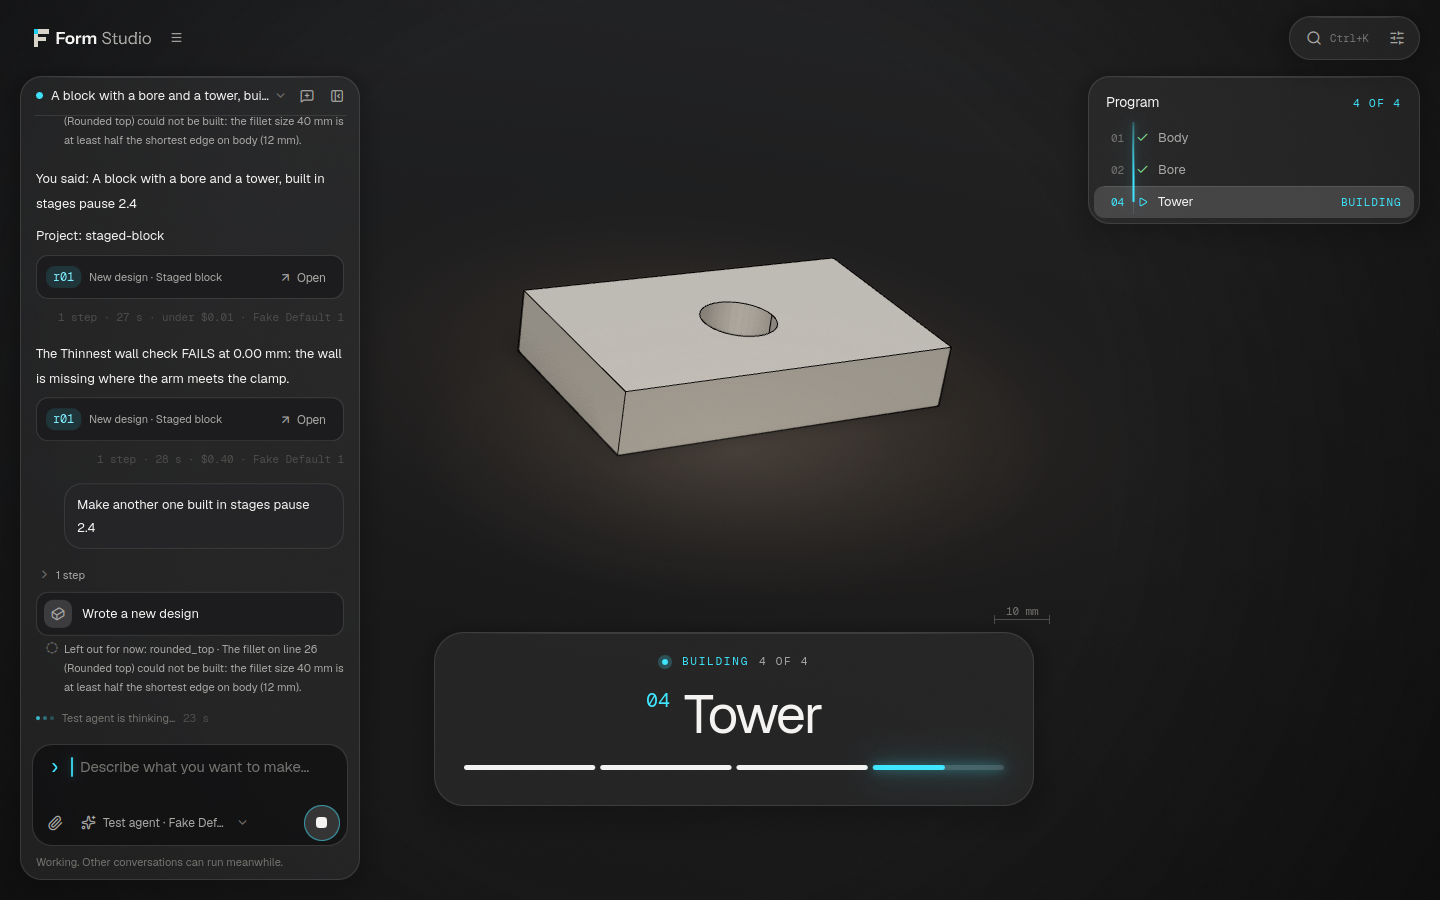 Form Studio
Ctrl+K
A block with a bore and a tower, bui...
(Rounded top) could not be built: the fillet size 40 mm is
at least half the shortest edge on body (12 mm).
You said: A block with a bore and a tower, built in
stages pause 2.4
Project: staged-block
r01 New design · Staged block Open
1 step · 27 s · under $0.01 · Fake Default 1
The Thinnest wall check FAILS at 0.00 mm: the wall
is missing where the arm meets the clamp.
r01 New design · Staged block Open
1 step · 28 s · $0.40 · Fake Default 1
Make another one built in stages pause
2.4
1 step
Wrote a new design
Left out for now: rounded_top · The fillet on line 26
(Rounded top) could not be built: the fillet size 40 mm is
at least half the shortest edge on body (12 mm).
Test agent is thinking... 23 s
Describe what you want to make...
Test agent · Fake Def...
Working. Other conversations can run meanwhile.
10 mm
BUILDING 4 OF 4
04 Tower
Program 4 OF 4
01 Body
02 Bore
04 Tower BUILDING